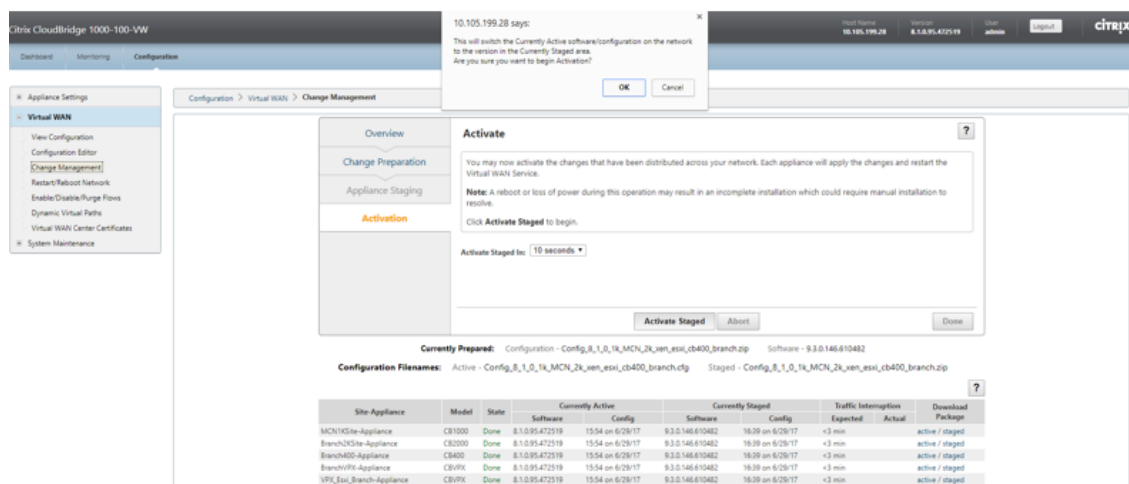 Citrix CloudBridge 1000-100-VW
10.105.199.28 says:
This will switch the Currently Active software/configuration on the network
to the version in the Currently Staged area.
Are you sure you want to begin Activation?
OK Cancel
Host Name Version User
10.105.199.28 8.1.0.95.472519 admin
Logout
CITRIX
Dashboard Monitoring Configuration
Appliance Settings
Virtual WAN
View Configuration
Configuration Editor
Change Management
Restart/Reboot Network
Enable/Disable/Purge Flows
Dynamic Virtual Paths
Virtual WAN Center Certificates
System Maintenance
Configuration > Virtual WAN > Change Management
Overview
Change Preparation
Appliance Staging
Activation
Activate
?
You may now activate the changes that have been distributed across your network. Each appliance will apply the changes and restart the
Virtual WAN Service.
Note: A reboot or loss of power during this operation may result in an incomplete installation which could require manual installation to
resolve.
Click Activate Staged to begin.
Activate Staged In: 10 seconds
Activate Staged Abort Done
Currently Prepared: Configuration - Config_8_1_0_1k_MCN_2k_xen_esxi_cb400_branch.zip Software - 9.3.0.146.610482
Configuration Filenames: Active - Config_8_1_0_1k_MCN_2k_xen_esxi_cb400_branch.cfg Staged - Config_8_1_0_1k_MCN_2k_xen_esxi_cb400_branch.zip
?
Site-Appliance Model State Currently Active Currently Staged Traffic Interruption Download Package
Software Config Software Config Expected Actual
MCN1KSite-Appliance CB1000 Done 8.1.0.95.472519 15:54 on 6/29/17 9.3.0.146.610482 16:39 on 6/29/17 <3 min active / staged
Branch2KSite-Appliance CB2000 Done 8.1.0.95.472519 15:54 on 6/29/17 9.3.0.146.610482 16:39 on 6/29/17 <3 min active / staged
Branch400-Appliance CB400 Done 8.1.0.95.472519 15:54 on 6/29/17 9.3.0.146.610482 16:39 on 6/29/17 <3 min active / staged
BranchVPX-Appliance CBVPX Done 8.1.0.95.472519 15:54 on 6/29/17 9.3.0.146.610482 16:39 on 6/29/17 <3 min active / staged
VPX_Esxi_Branch-Appliance CBVPX Done 8.1.0.95.472519 15:54 on 6/29/17 9.3.0.146.610482 16:39 on 6/29/17 <3 min active / staged